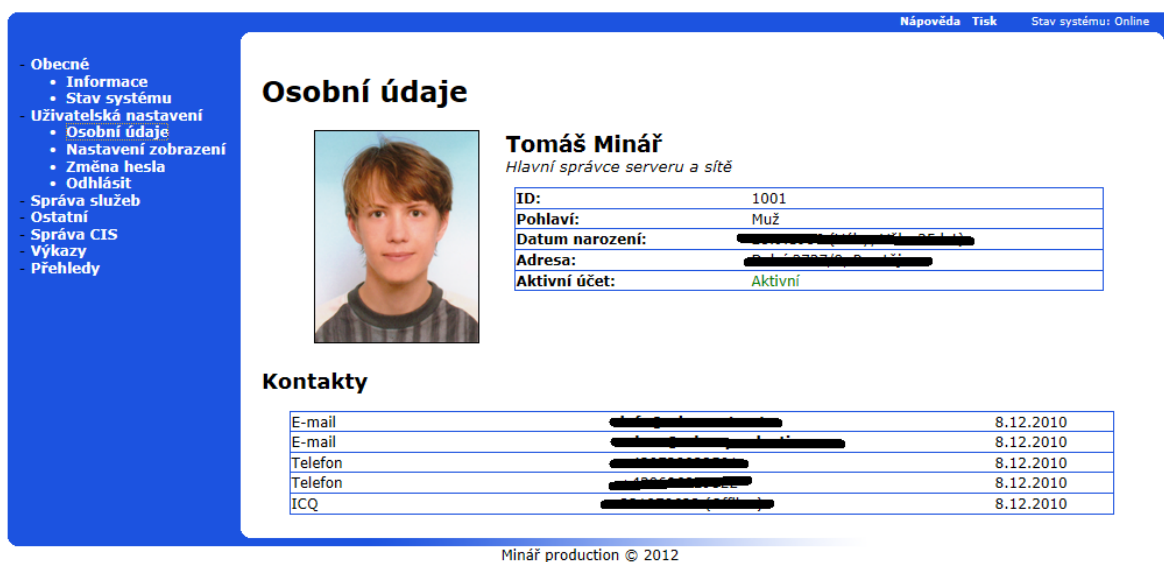 Nápověda Tisk Stav systému: Online
- Obecné
• Informace
• Stav systému
- Uživatelská nastavení
• Osobní údaje
• Nastavení zobrazení
• Změna hesla
• Odhlásit
- Správa služeb
- Ostatní
- Správa CIS
- Výkazy
- Přehledy
Osobní údaje
Tomáš Minář
Hlavní správce serveru a sítě
ID: 1001
Pohlaví: Muž
Datum narození:
Adresa:
Aktivní účet: Aktivní
Kontakty
E-mail 8.12.2010
E-mail 8.12.2010
Telefon 8.12.2010
Telefon 8.12.2010
ICQ 8.12.2010
Minář production © 2012